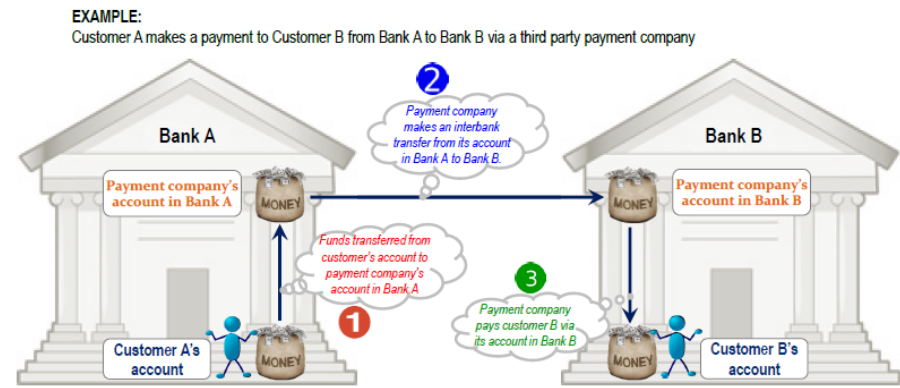 EXAMPLE:
Customer A makes a payment to Customer B from Bank A to Bank B via a third party payment company
2
Payment company
makes an interbank
transfer from its account
in Bank A to Bank B.
Bank A
Bank B
Payment company's
account in Bank A
MONEY
MONEY
Payment company's
account in Bank B
Funds transferred from
customer's account to
payment company's
account in Bank A
1
3
Payment company
pays customer B via
its account in Bank B
Customer A's
account
MONEY
MONEY
Customer B's
account